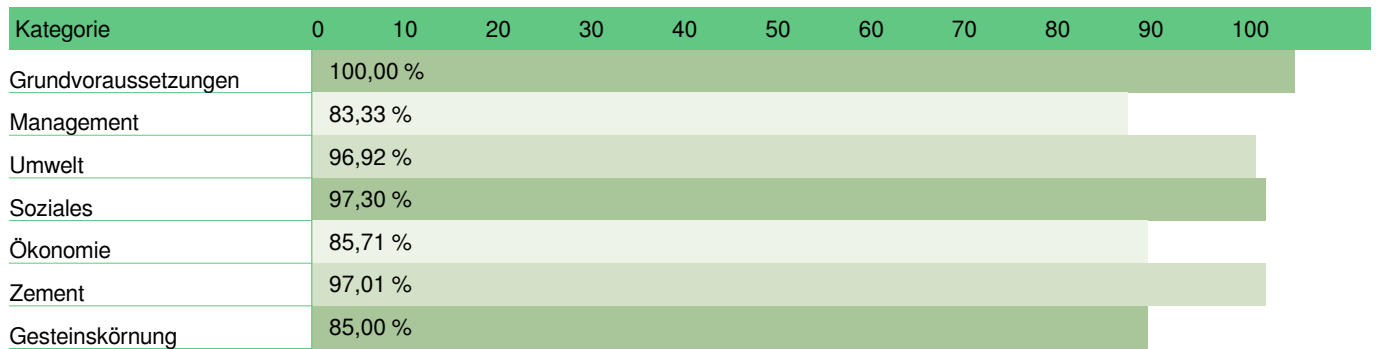 Kategorie 0 10 20 30 40 50 60 70 80 90 100
Grundvoraussetzungen 100,00 %
Management 83,33 %
Umwelt 96,92 %
Soziales 97,30 %
Ökonomie 85,71 %
Zement 97,01 %
Gesteinskörnung 85,00 %